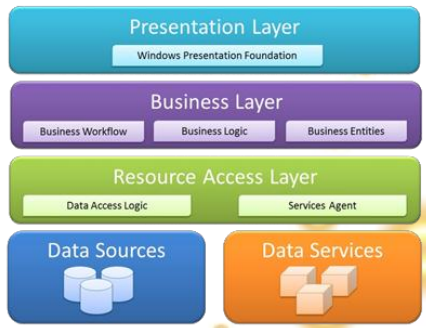 Presentation Layer
Windows Presentation Foundation
Business Layer
Business Workflow
Business Logic
Business Entities
Resource Access Layer
Data Access Logic
Services Agent
Data Sources
Data Services